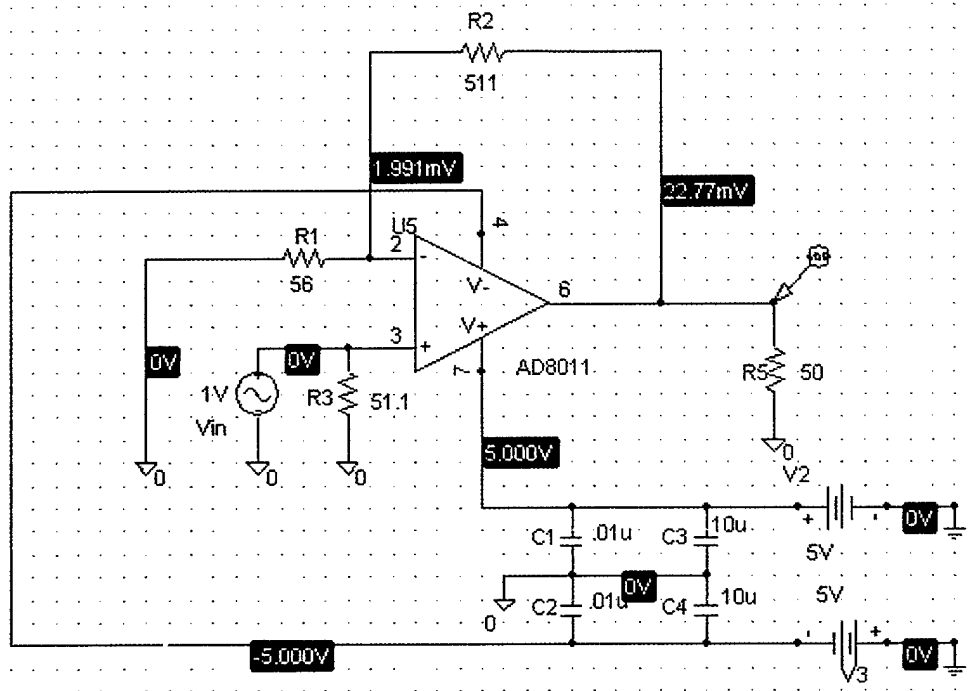 R2
511
1.991mV
22.77mV
U5
4
R1
2
-
56
V-
6
V+
3
+
0V
0V
AD8011
7
R5
50
1V
+
R3
51.1
Vin
5.000V
0
0
0
0
V2
C1
.01u
C3
10u
+
-
0V
5V
0V
5V
0
C2
.01u
C4
10u
-
+
-5.000V
0V
V3